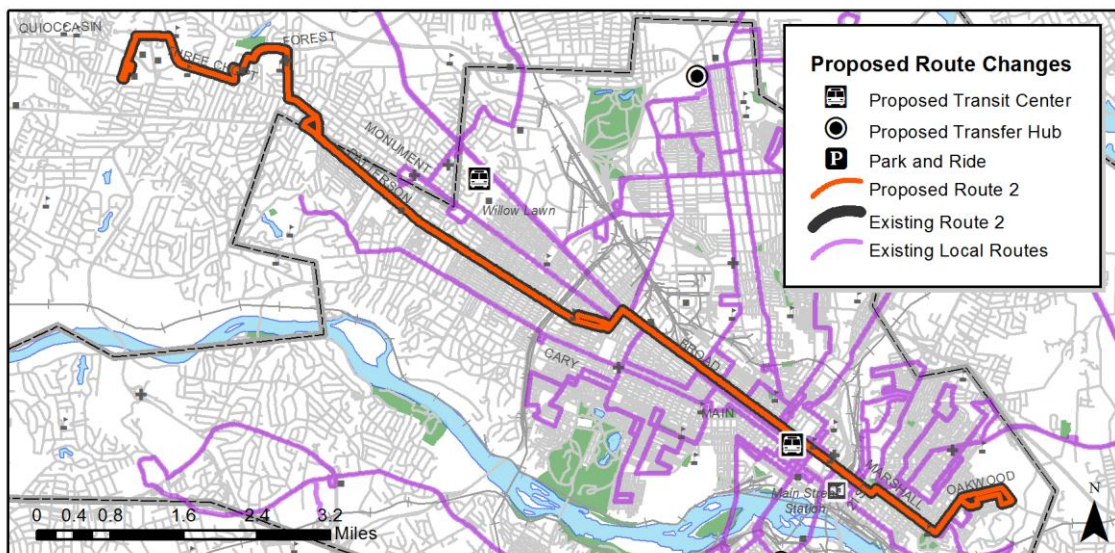 QUIOCCASIN
THREE CHOPT
FOREST
MONUMENT
PATTERSON
Willow Lawn
CARY
BROAD
MAIN
MARSHALL
OAKWOOD
Main Street
Station
Proposed Route Changes
Proposed Transit Center
Proposed Transfer Hub
P
Park and Ride
Proposed Route 2
Existing Route 2
Existing Local Routes
0 0.4 0.8 1.6 2.4 3.2
Miles
N